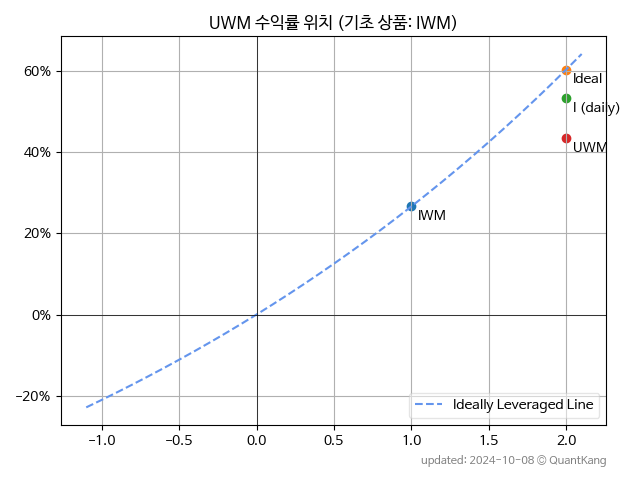 UWM 수익률 위치 (기초 상품: IWM)
60%
40%
20%
0%
−20%
Ideal
I (daily)
UWM
IWM
Ideally Leveraged Line
−1.0 −0.5 0.0 0.5 1.0 1.5 2.0
updated: 2024-10-08 © QuantKang